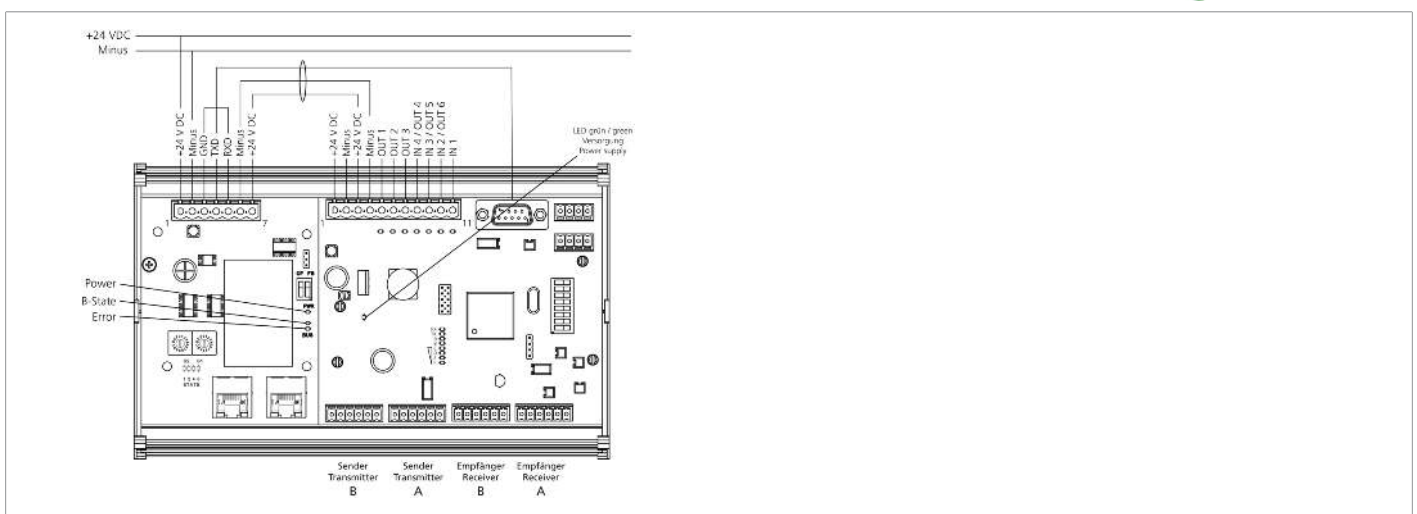 +24 VDC
Minus
+24 V DC
Minus
GND
TXD
RXD
Minus
+24 V DC
+24 V DC
Minus
+24 V DC
Minus
OUT 1
OUT 2
OUT 3
IN 4 / OUT 4
IN 3 / OUT 5
IN 2 / OUT 6
IN 1
LED grün / green
Versorgung
Power supply
1
7
1
11
Power
B-State
Error
PWR
BUS
STATE
Sender
Transmitter
B
Sender
Transmitter
A
Empfänger
Receiver
B
Empfänger
Receiver
A